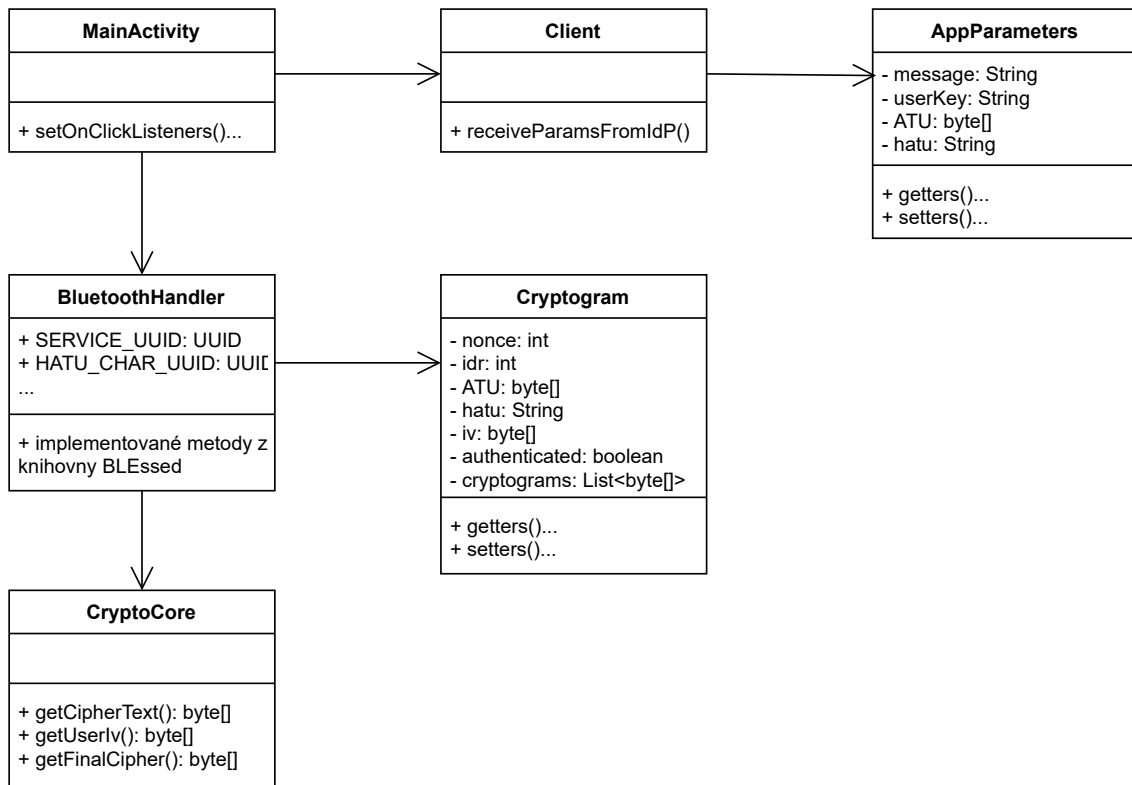 MainActivity
+ setOnClickListeners()...
Client
+ receiveParamsFromIdP()
AppParameters
- message: String
- userKey: String
- ATU: byte[]
- hatu: String
+ getters()...
+ setters()...
BluetoothHandler
+ SERVICE_UUID: UUID
+ HATU_CHAR_UUID: UUID
...
+ implementované metody z
knihovny BLEssed
Cryptogram
- nonce: int
- idr: int
- ATU: byte[]
- hatu: String
- iv: byte[]
- authenticated: boolean
- cryptograms: List<byte[]>
+ getters()...
+ setters()...
CryptoCore
+ getCipherText(): byte[]
+ getUserIv(): byte[]
+ getFinalCipher(): byte[]